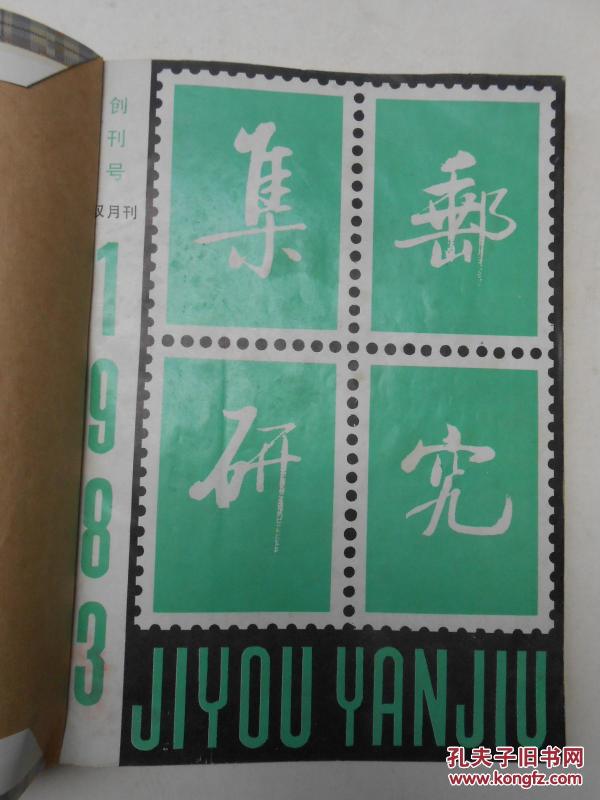 创刊号
双月刊
1983
集邮
研究
JIYOU YANJIU
孔夫子旧书网
www.kongfz.com